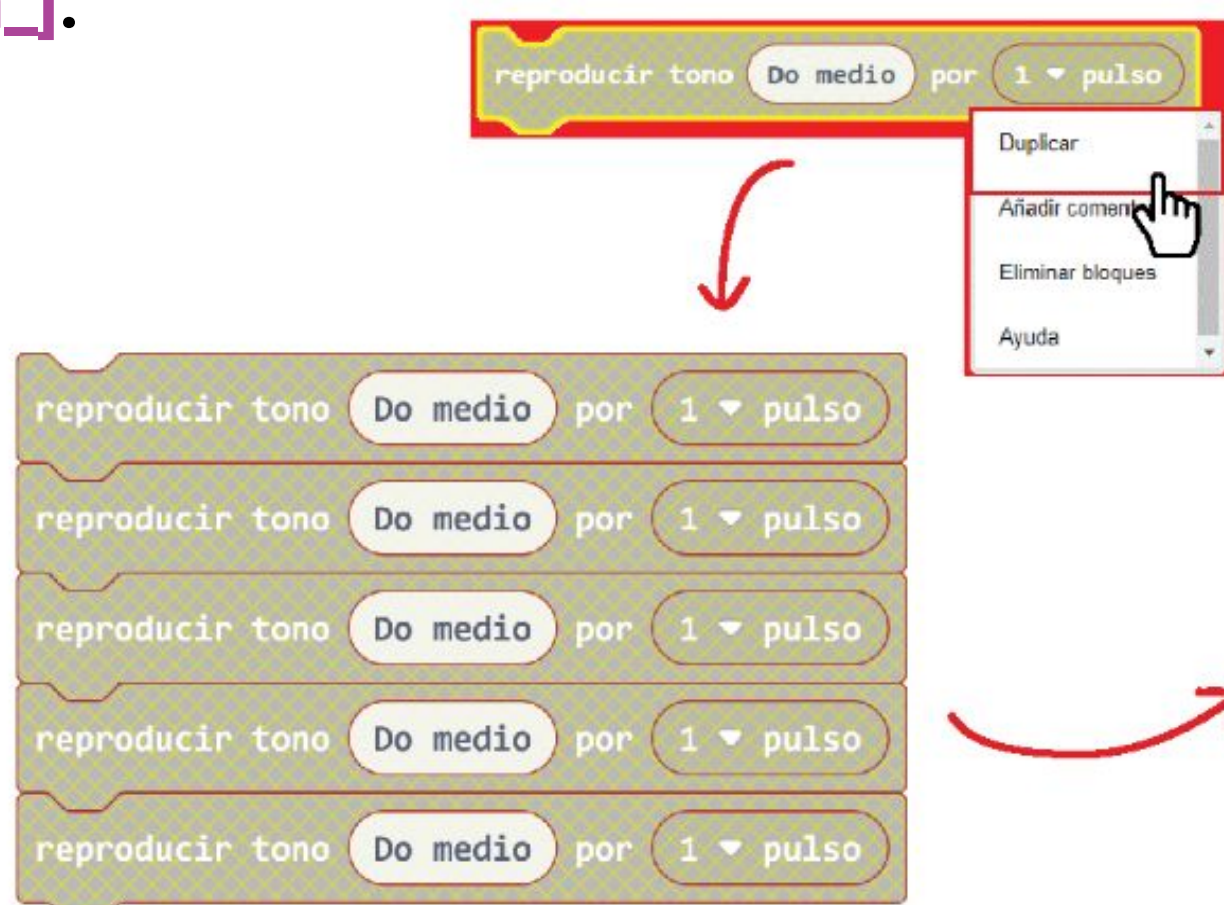 reproducir tono Do medio por 1 pulso
Duplicar
Añadir coment
Eliminar bloques
Ayuda
reproducir tono Do medio por 1 pulso
reproducir tono Do medio por 1 pulso
reproducir tono Do medio por 1 pulso
reproducir tono Do medio por 1 pulso
reproducir tono Do medio por 1 pulso